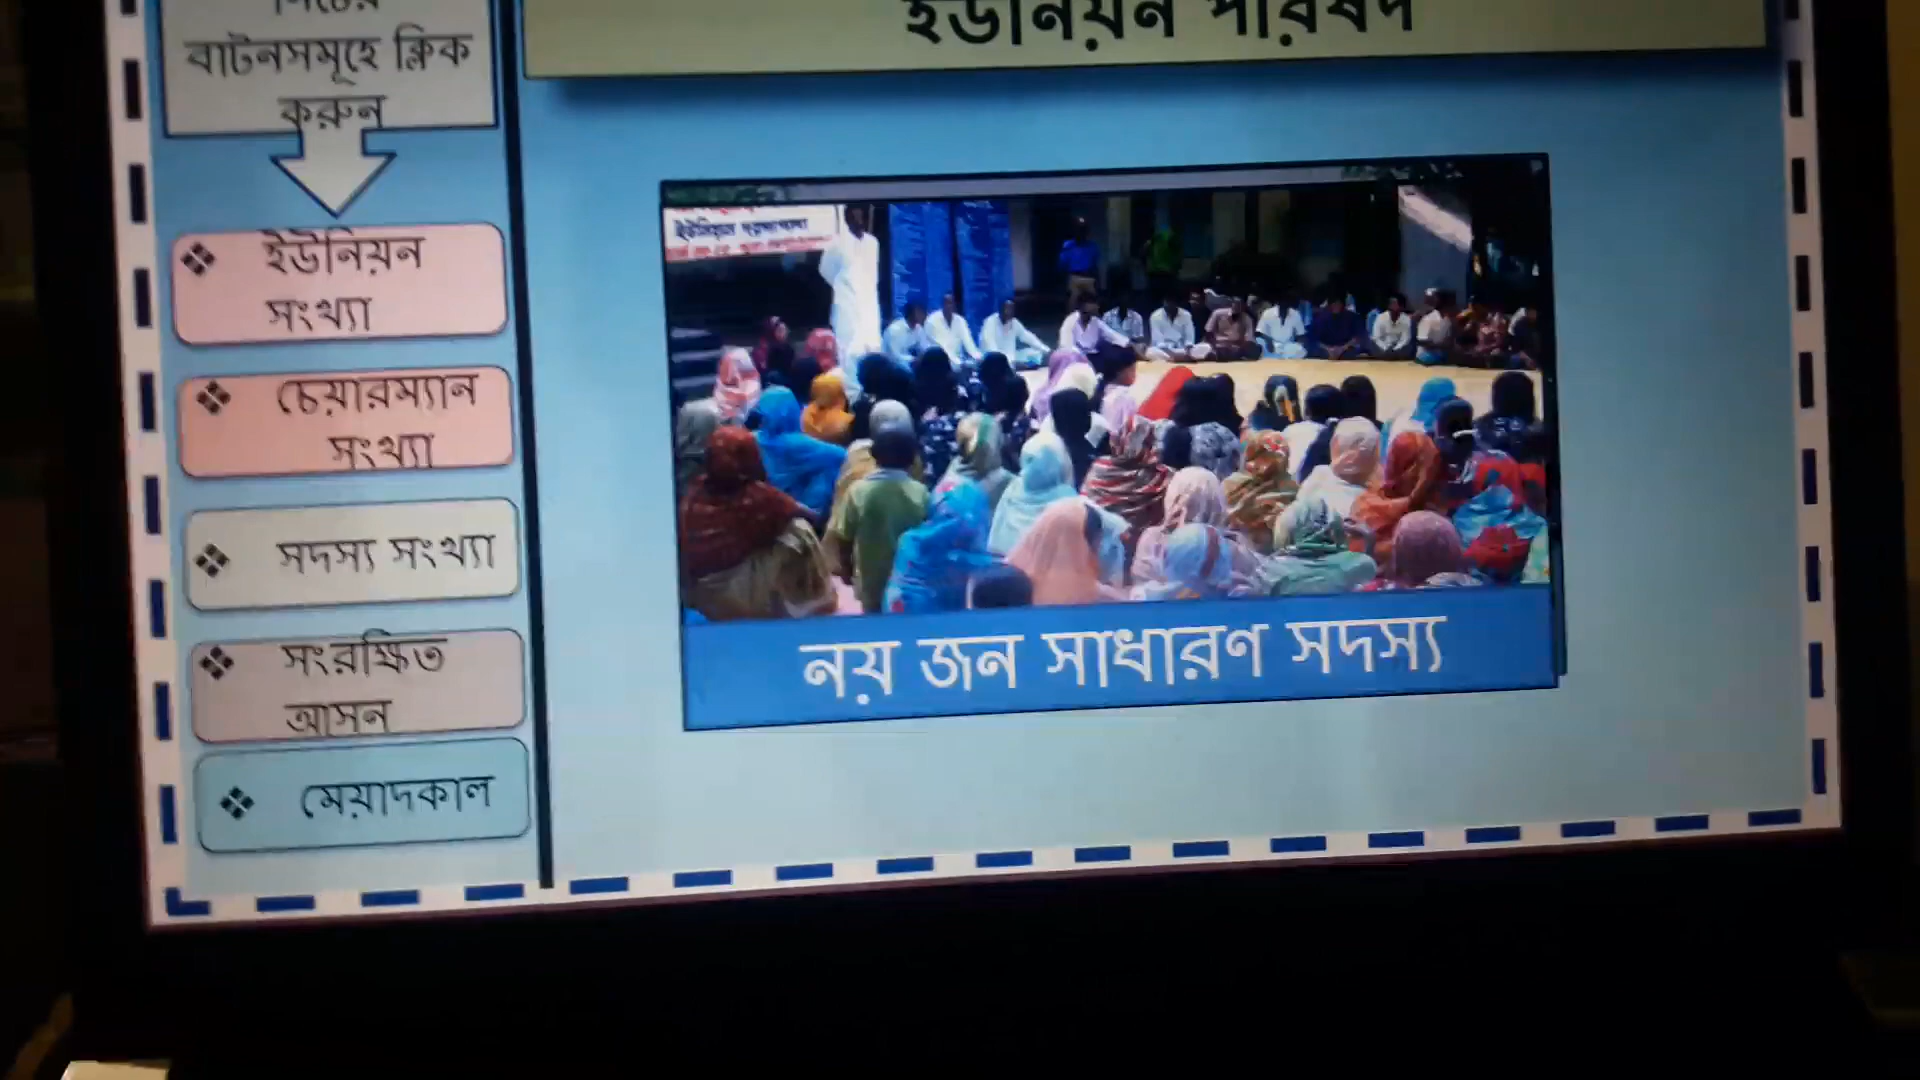 ইউনিয়ন পরিষদ
নিচের
বাটনসমূহে ক্লিক
করুন
ইউনিয়ন
সংখ্যা
চেয়ারম্যান
সংখ্যা
সদস্য সংখ্যা
সংরক্ষিত
আসন
মেয়াদকাল
নয় জন সাধারণ সদস্য